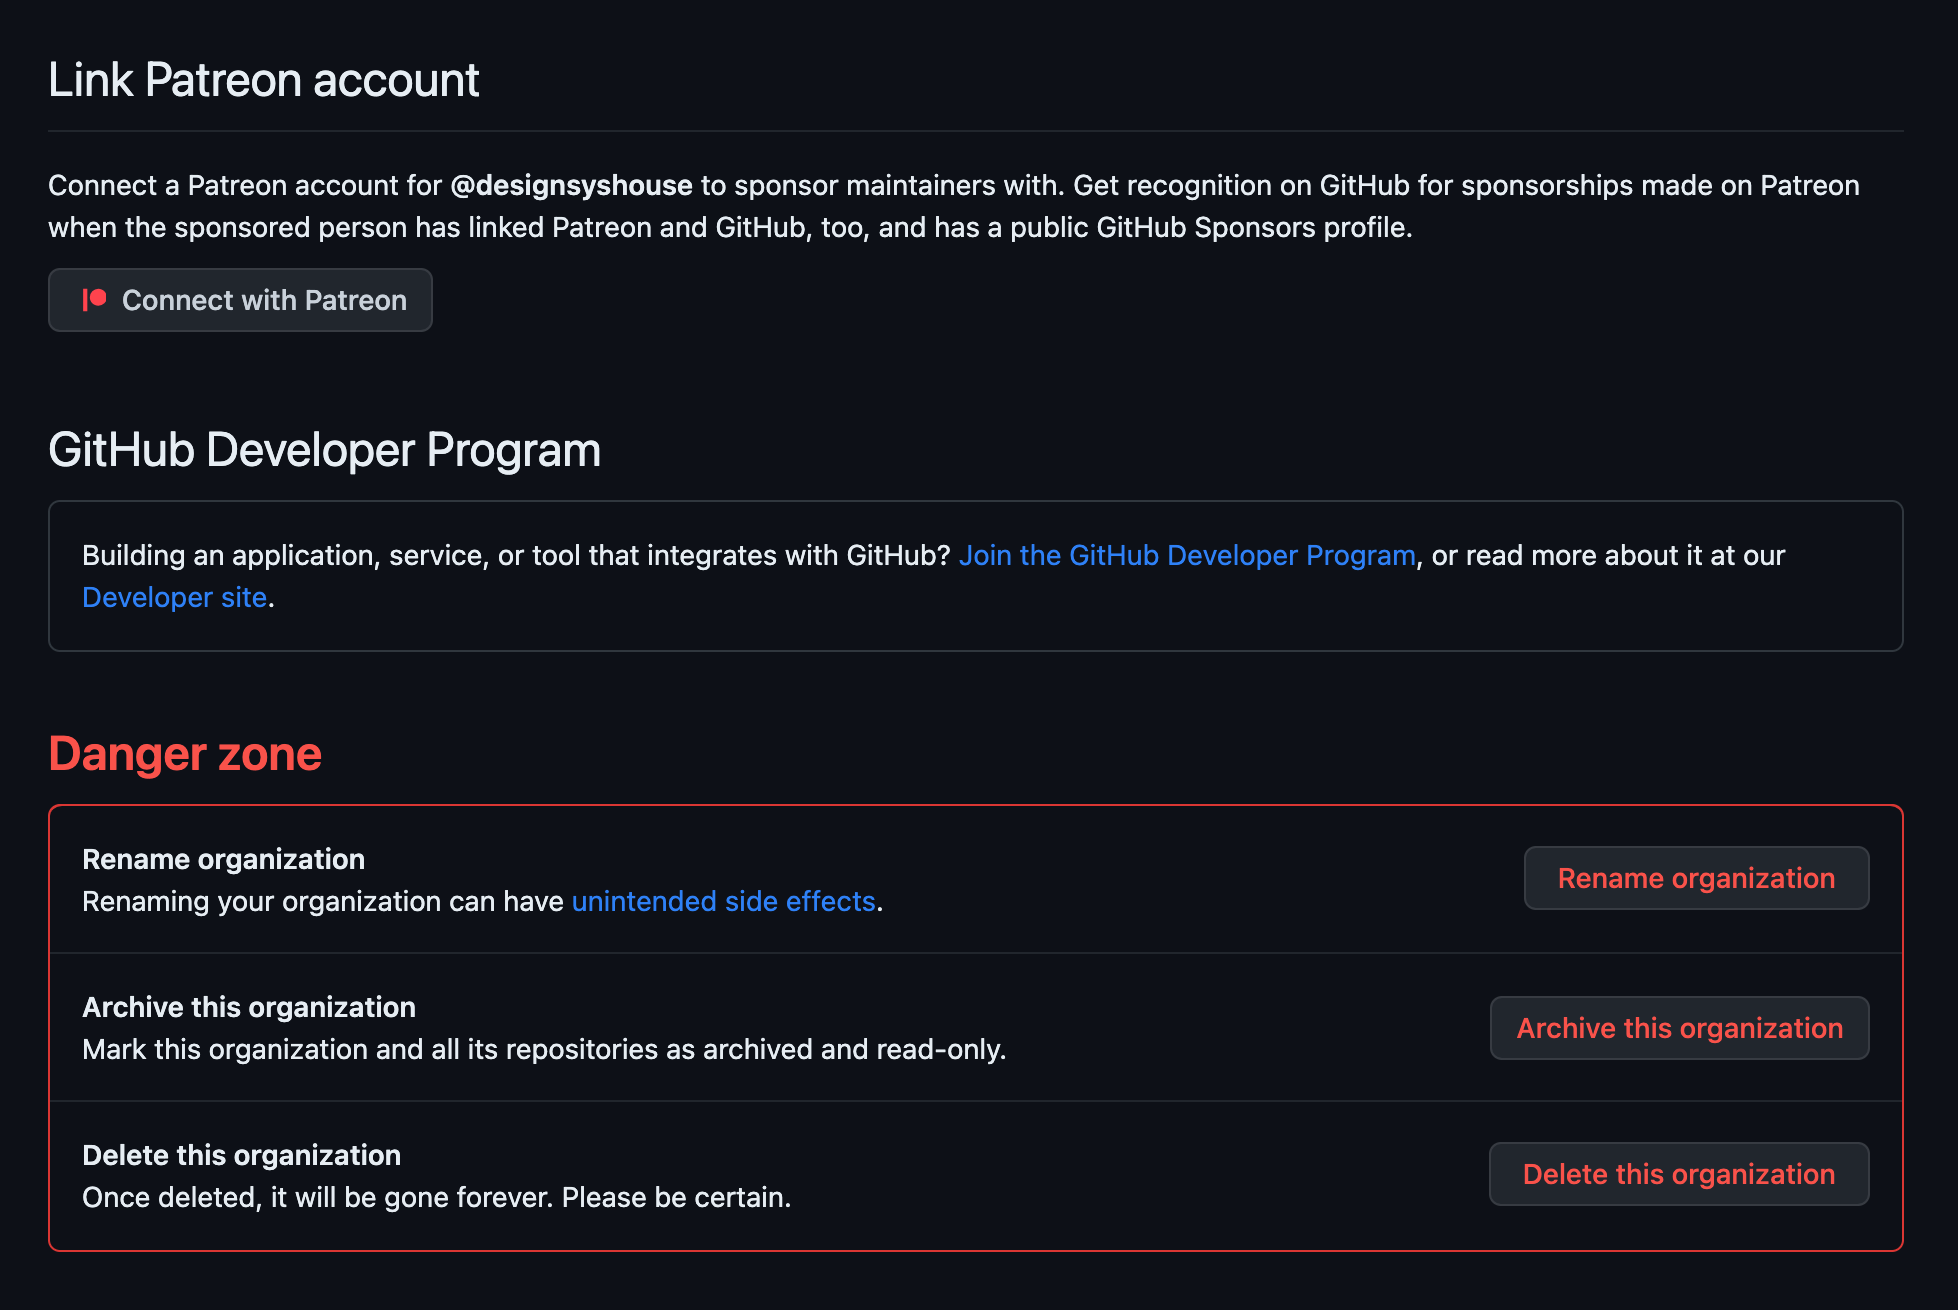 Link Patreon account
Connect a Patreon account for @designsyshouse to sponsor maintainers with. Get recognition on GitHub for sponsorships made on Patreon
when the sponsored person has linked Patreon and GitHub, too, and has a public GitHub Sponsors profile.
Connect with Patreon
GitHub Developer Program
Building an application, service, or tool that integrates with GitHub? Join the GitHub Developer Program, or read more about it at our
Developer site.
Danger zone
Rename organization
Renaming your organization can have unintended side effects.
Rename organization
Archive this organization
Mark this organization and all its repositories as archived and read-only.
Archive this organization
Delete this organization
Once deleted, it will be gone forever. Please be certain.
Delete this organization